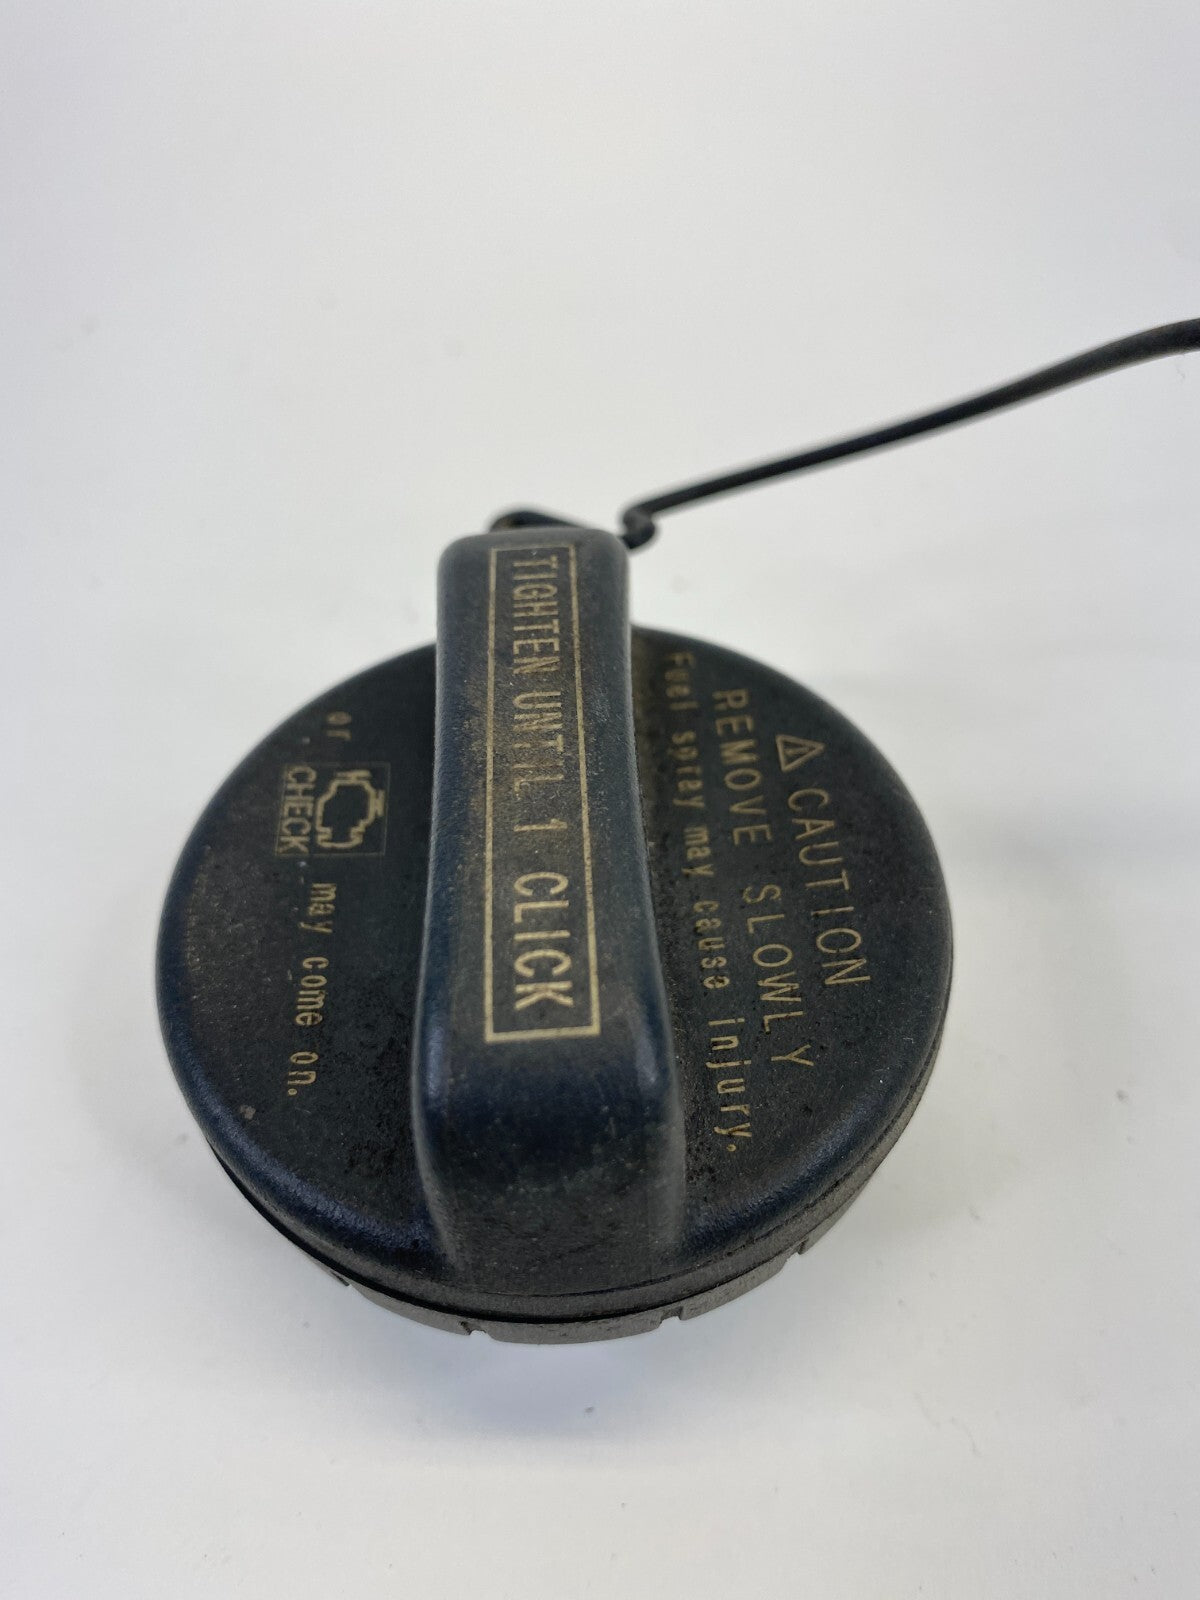 ⚠ CAUTION
REMOVE SLOWLY
Fuel spray may cause injury.
TIGHTEN UNTIL 1 CLICK
or CHECK may come on.